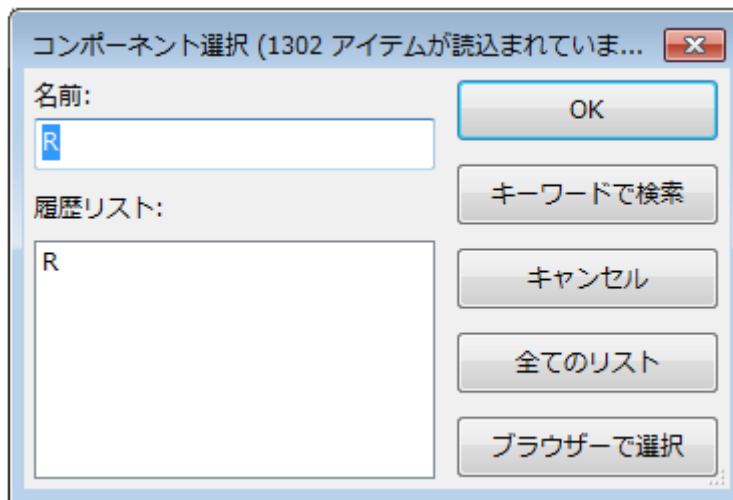 コンポーネント選択 (1302 アイテムが読込まれていま...
名前:
R
履歴リスト:
R
OK
キーワードで検索
キャンセル
全てのリスト
ブラウザーで選択